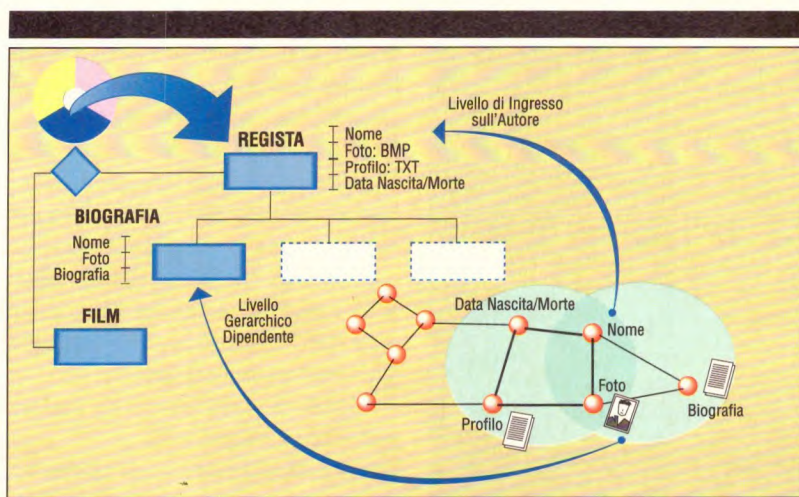 REGISTA
Nome
Foto: BMP
Profilo: TXT
Data Nascita/Morte
Livello di Ingresso
sull'Autore
BIOGRAFIA
Nome
Foto
Biografia
FILM
Livello
Gerarchico
Dipendente
Data Nascita/Morte
Nome
Foto
Profilo
Biografia